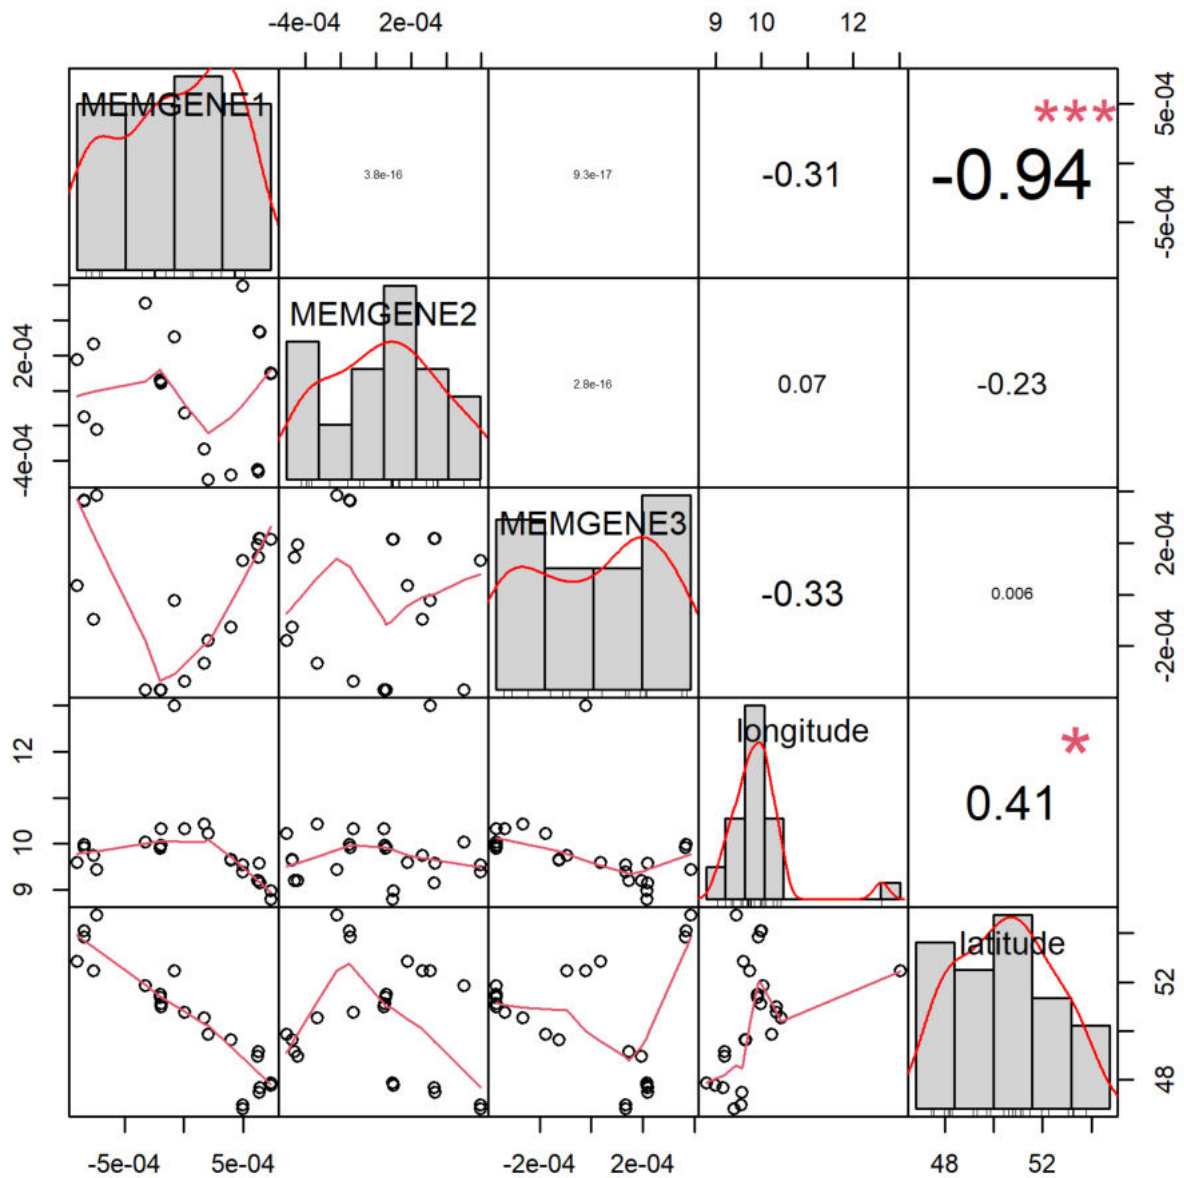 -4e-04 2e-04 9 10 12
MEMGENE1 3.8e-16 9.3e-17 -0.31 -0.94 *** -5e-04 5e-04
2e-04 -4e-04 MEMGENE2 2.8e-16 0.07 -0.23
MEMGENE3 -0.33 0.006 -2e-04 2e-04
12 10 9 longitude 0.41 *
latitude 48 52
-5e-04 5e-04 -2e-04 2e-04 48 52